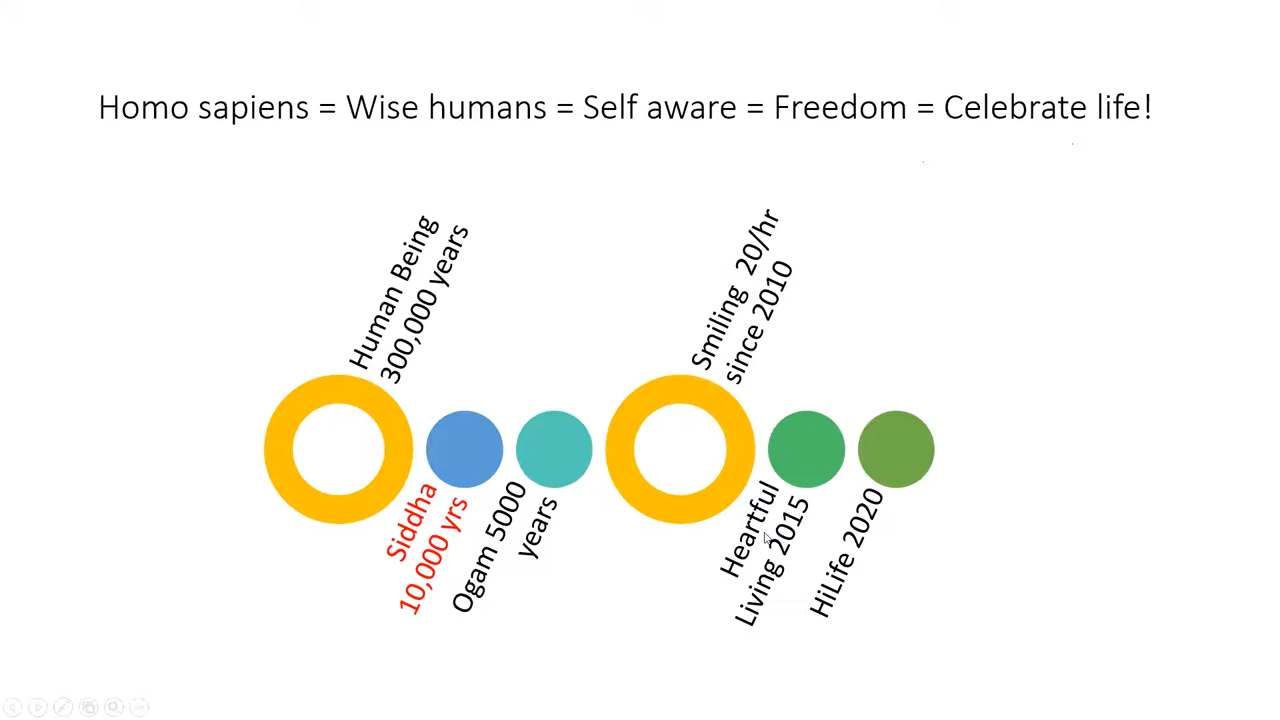 Homo sapiens = Wise humans = Self aware = Freedom = Celebrate life!
Human Being
300,000 years
Siddha
10,000 yrs
Ogam 5000
years
Smiling 20/hr
since 2010
Heartful
Living 2015
HiLife 2020